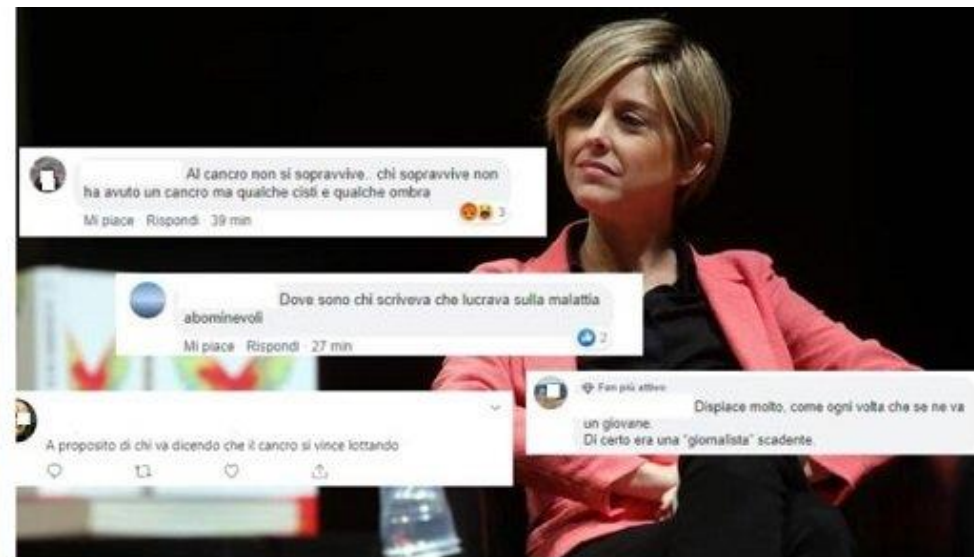 Al cancro non si sopravvive.. chi sopravvive non
ha avuto un cancro ma qualche cisti e qualche ombra
Mi piace Rispondi 39 min
3
Dove sono chi scriveva che lucrava sulla malattia
abominevoli
Mi piace Rispondi · 27 min
2
Fan più attivo
Dispiace molto, come ogni volta che se ne va
un giovane.
Di certo era una "giornalista" scadente.
A proposito di chi va dicendo che il cancro si vince lottando